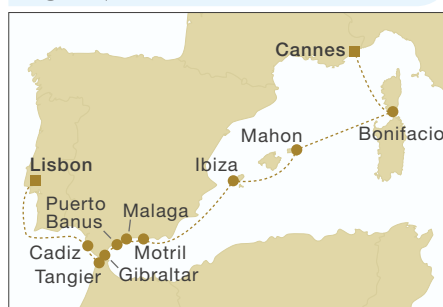 Cannes
Mahon
Bonifacio
Lisbon
Ibiza
Puerto
Banus
Malaga
Cadiz
Motril
Tangier
Gibraltar